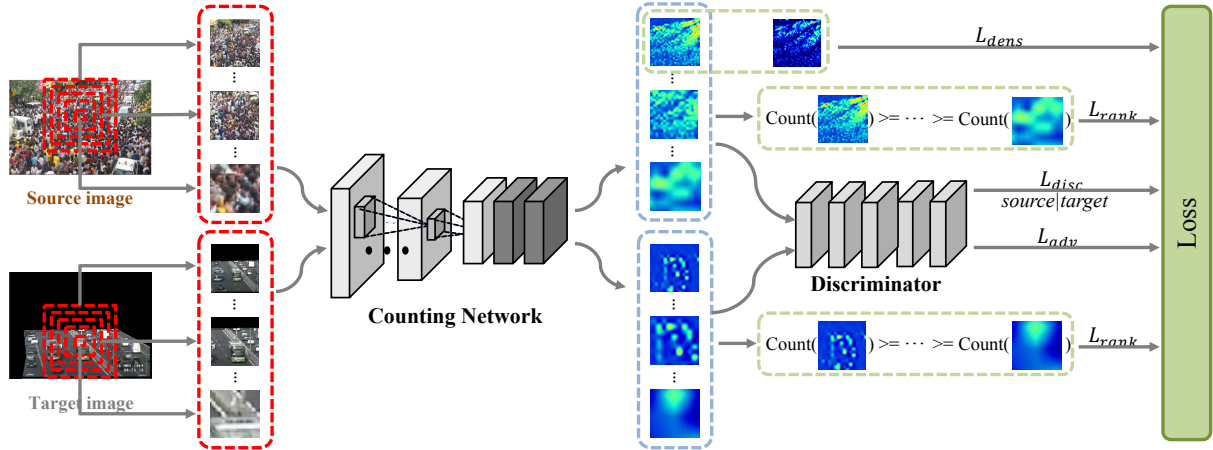 L_dens
Count( ) >= ⋯ >= Count( ) L_rank
Source image
L_disc
source|target
L_adv
Loss
Discriminator
Counting Network
Target image
Count( ) >= ⋯ >= Count( ) L_rank